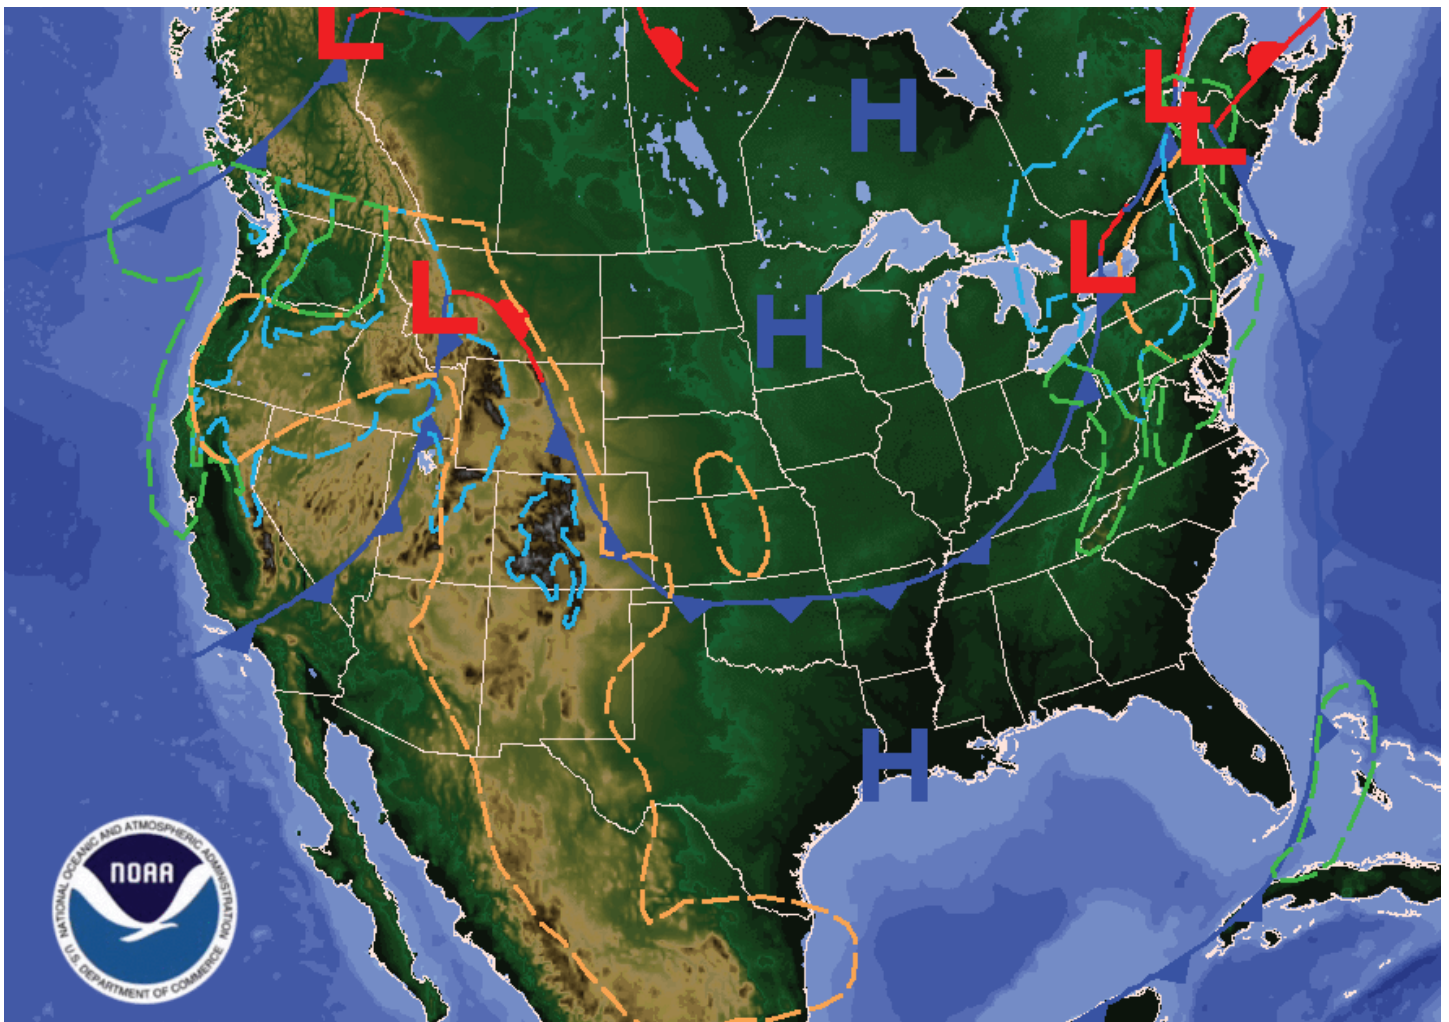 L
L
H
L
L
L
H
H
NATIONAL OCEANIC AND ATMOSPHERIC ADMINISTRATION
NOAA
U.S. DEPARTMENT OF COMMERCE